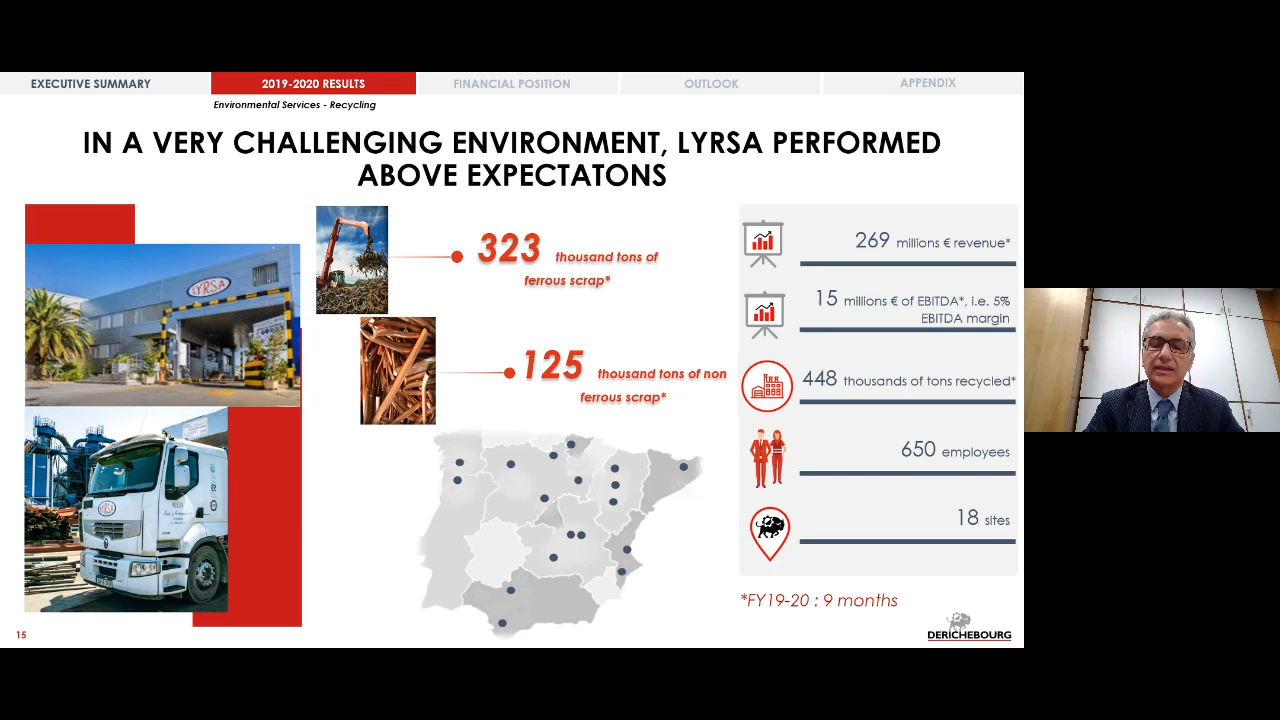 EXECUTIVE SUMMARY
2019-2020 RESULTS
FINANCIAL POSITION
OUTLOOK
APPENDIX
Environmental Services - Recycling
IN A VERY CHALLENGING ENVIRONMENT, LYRSA PERFORMED
ABOVE EXPECTATONS
LYRSA
323 thousand tons of
ferrous scrap*
125 thousand tons of non
ferrous scrap*
LYRSA
269 millions € revenue*
15 millions € of EBITDA*, i.e. 5%
EBITDA margin
448 thousands of tons recycled*
650 employees
18 sites
*FY19-20 : 9 months
15
DERICHEBOURG